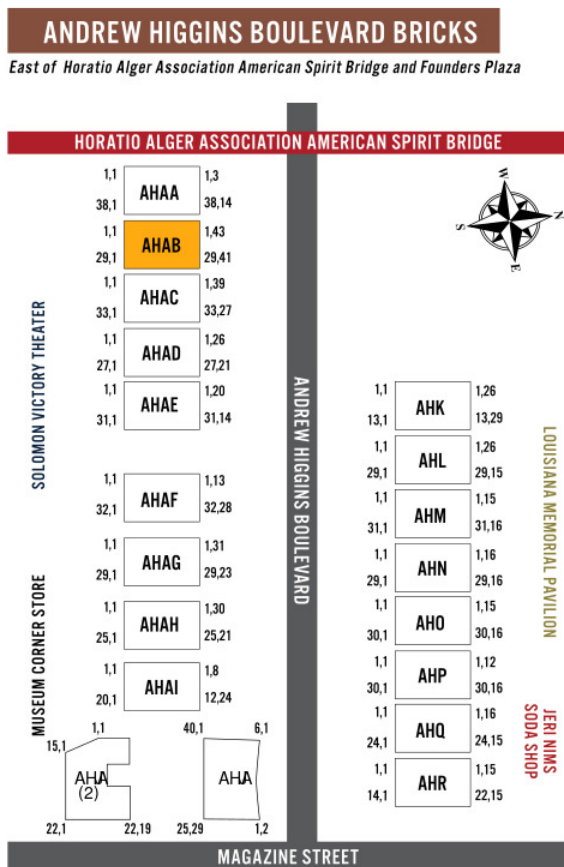 ANDREW HIGGINS BOULEVARD BRICKS
East of Horatio Alger Association American Spirit Bridge and Founders Plaza
HORATIO ALGER ASSOCIATION AMERICAN SPIRIT BRIDGE
W
N
S
E
1,1 1,3
AHAA
38,1 38,14
1,1 1,43
AHAB
29,1 29,41
1,1 1,39
AHAC
33,1 33,27
1,1 1,26
AHAD
27,1 27,21
1,1 1,20
AHAE
31,1 31,14
1,1 1,13
AHAF
32,1 32,28
1,1 1,31
AHAG
29,1 29,23
1,1 1,30
AHAH
25,1 25,21
1,1 1,8
AHAI
20,1 12,24
1,1
15,1
AHA
(2)
22,1 22,19
40,1 6,1
AHA
25,29 1,2
SOLOMON VICTORY THEATER
MUSEUM CORNER STORE
ANDREW HIGGINS BOULEVARD
1,1 1,26
AHK
13,1 13,29
1,1 1,26
AHL
29,1 29,15
1,1 1,15
AHM
31,1 31,16
1,1 1,16
AHN
29,1 29,16
1,1 1,15
AHO
30,1 30,16
1,1 1,12
AHP
30,1 30,16
1,1 1,16
AHQ
24,1 24,15
1,1 1,15
AHR
14,1 22,15
LOUISIANA MEMORIAL PAVILION
JERI NIMS
SODA SHOP
MAGAZINE STREET